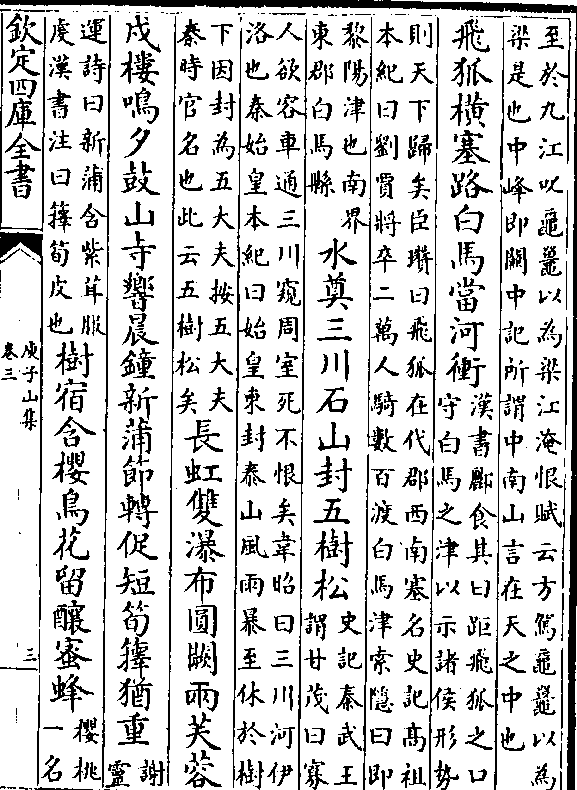 至於九江以黿鼉以為梁江淹恨賦云方駕黿鼉以為
梁是也中峰即闗中記所謂中南山言在天之中也
飛狐橫塞路白馬當河衝
漢書酈食其曰距飛狐之口
守白馬之津以示諸侯形勢
則天下歸矣臣瓚曰飛狐在代郡西南塞名史記髙祖
本紀曰劉賈將卒二萬人騎數百渡白馬津索隱曰即
黎陽津也南界
東郡白馬縣
水奠三川石山封五樹松
史記秦武王
謂甘茂曰寡
人欲容車通三川窺周室死不恨矣韋昭曰三川河伊
洛也秦始皇本紀曰始皇東封泰山風雨暴至休於樹
下因封為五大夫按五大夫
秦時官名也此云五樹松矣
長虹雙瀑布圓闕兩芙蓉
戍樓鳴夕鼓山寺響晨鐘新蒲節轉促短筍籜猶重
謝
靈
運詩曰新蒲含紫茸服
䖍漢書注曰籜筍皮也
樹宿含櫻鳥花留釀蜜蜂
櫻桃
一名
欽定四庫全書
庾子山集
卷三
三